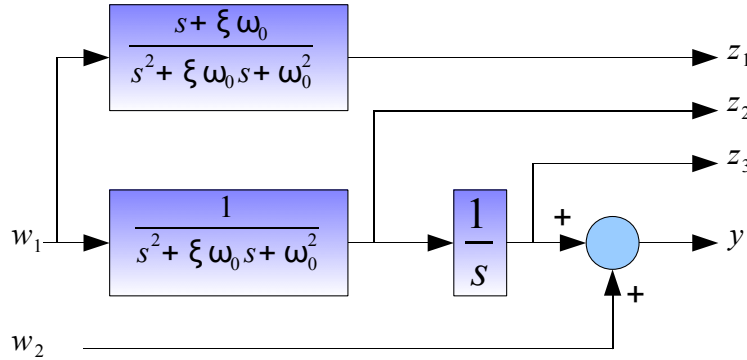 s + ξ ω₀
s² + ξ ω₀ s + ω₀²
z₁
z₂
z₃
w₁
1
s² + ξ ω₀ s + ω₀²
1
s
+
y
+
w₂